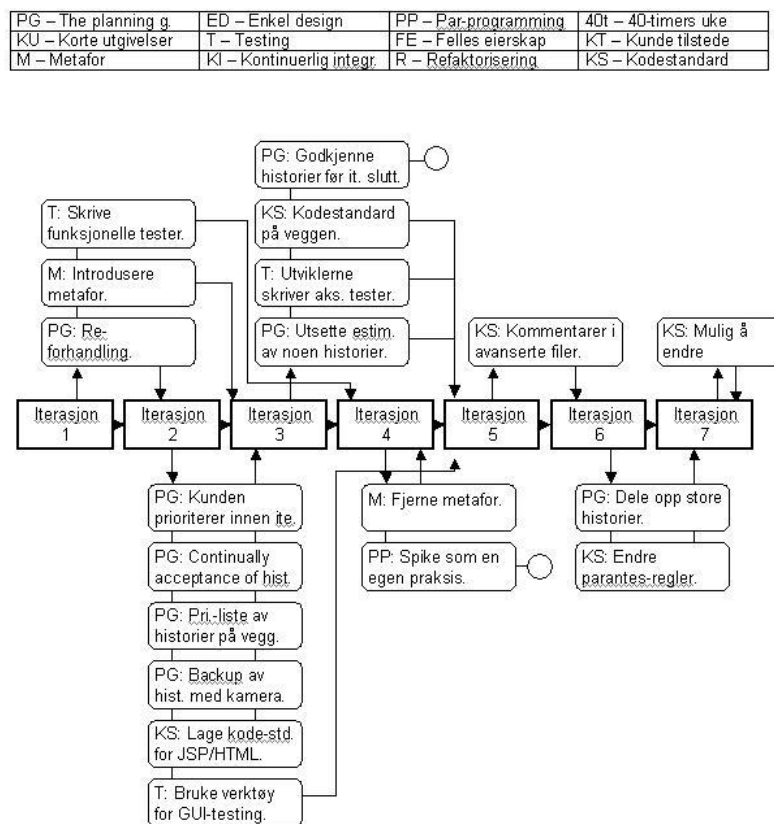 PG – The planning g. ED – Enkel design PP – Par-programming 40t – 40-timers uke
KU – Korte utgivelser T – Testing FE – Felles eierskap KT – Kunde tilstede
M – Metafor KI – Kontinuerlig integr. R – Refaktorisering KS – Kodestandard
PG: Godkjenne
historier før it. slutt.
T: Skrive
funksjonelle tester.
KS: Kodestandard
på veggen.
M: Introdusere
metafor.
T: Utviklerne
skriver aks. tester.
PG: Re-
forhandling.
PG: Utsette estim.
av noen historier.
KS: Kommentarer i
avanserte filer.
KS: Mulig å
endre
Iterasjon
1
Iterasjon
2
Iterasjon
3
Iterasjon
4
Iterasjon
5
Iterasjon
6
Iterasjon
7
PG: Kunden
prioriterer innen ite.
M: Fjerne metafor.
PG: Dele opp store
historier.
PG: Continually
acceptance of hist.
PP: Spike som en
egen praksis.
KS: Endre
parantes-regler.
PG: Pri.-liste av
historier på vegg.
PG: Backup av
hist. med kamera.
KS: Lage kode-std.
for JSP/HTML.
T: Bruke verktøy
for GUI-testing.